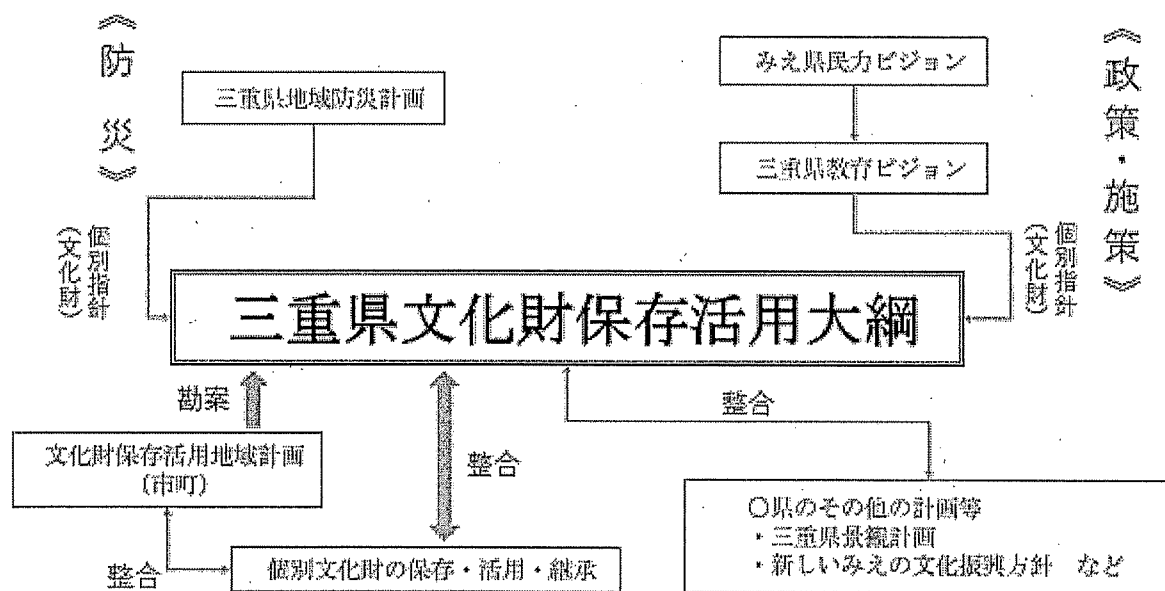 《防災》
三重県地域防災計画
みえ県民力ビジョン
三重県教育ビジョン
《政策・施策》
個別指針
(文化財)
個別指針
(文化財)
三重県文化財保存活用大綱
勘案
整合
整合
文化財保存活用地域計画
(市町)
整合
個別文化財の保存・活用・継承
○県のその他の計画等
・三重県景観計画
・新しいみえの文化振興方針 など